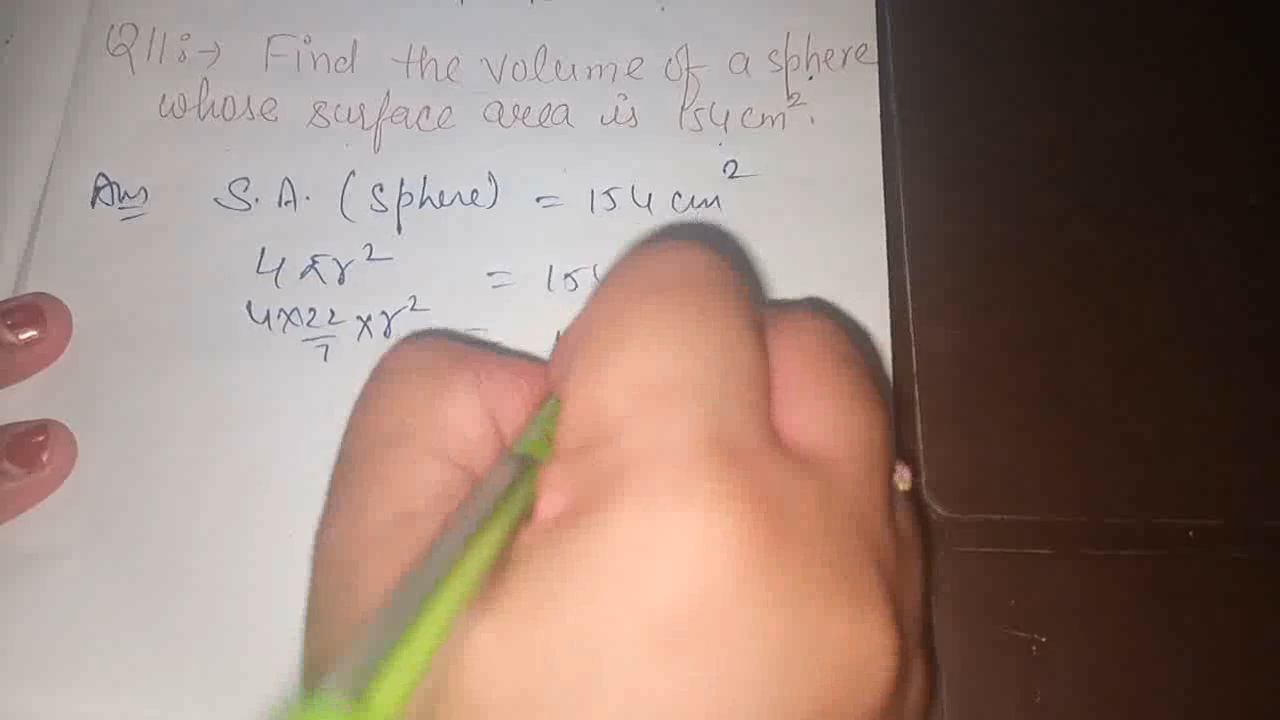 Q11:→ Find the volume of a sphere
whose surface area is 154 cm².
Ans S.A. (sphere) = 154 cm²
4πr² = 15
4×22/7×r² =